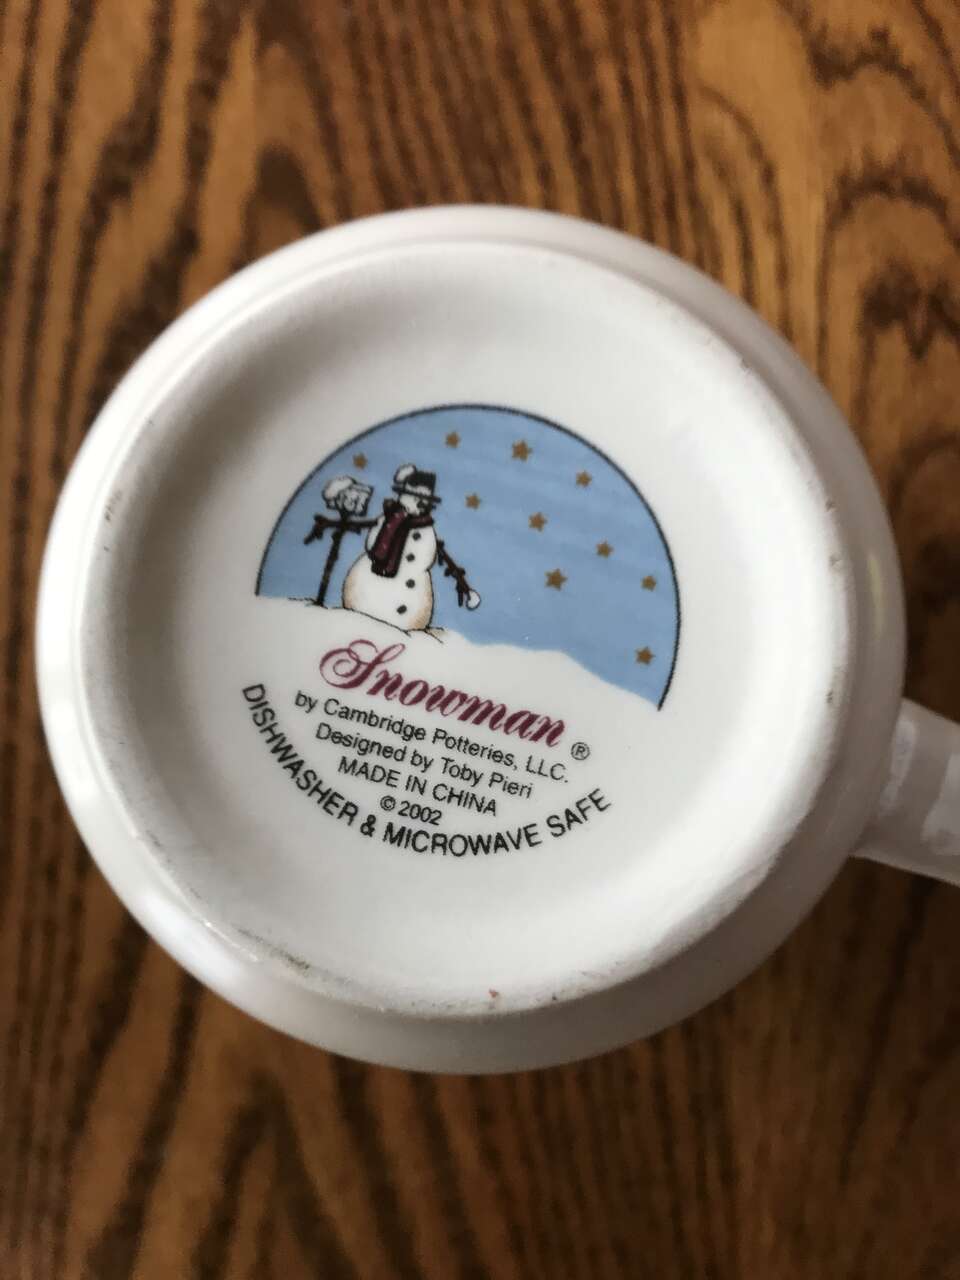 Snowman ®
by Cambridge Potteries, LLC.
Designed by Toby Pieri
MADE IN CHINA
© 2002
DISHWASHER & MICROWAVE SAFE